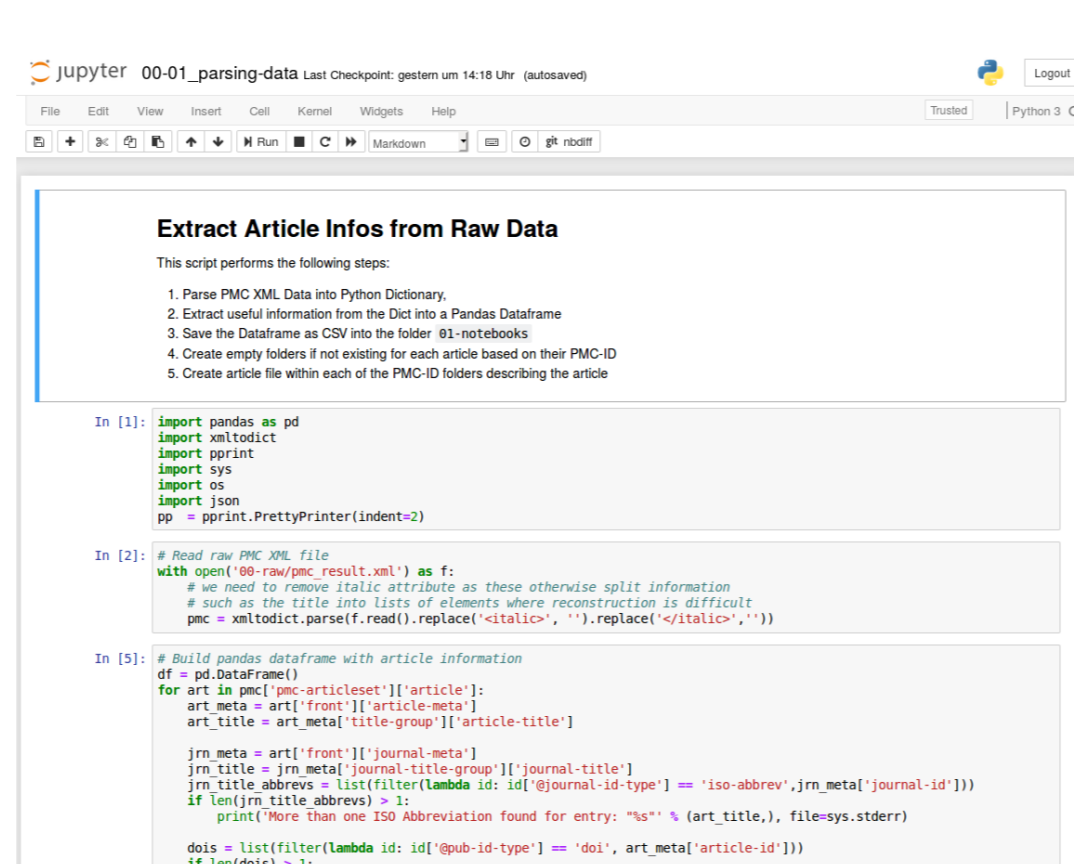 jupyter 00-01_parsing-data Last Checkpoint: gestern um 14:18 Uhr (autosaved)
Logout
File Edit View Insert Cell Kernel Widgets Help
Trusted
Python 3
Run
Markdown
git nbdiff
Extract Article Infos from Raw Data
This script performs the following steps:
1. Parse PMC XML Data into Python Dictionary,
2. Extract useful information from the Dict into a Pandas Dataframe
3. Save the Dataframe as CSV into the folder 01-notebooks
4. Create empty folders if not existing for each article based on their PMC-ID
5. Create article file within each of the PMC-ID folders describing the article
In [1]: import pandas as pd
import xmltodict
import pprint
import sys
import os
import json
pp  = pprint.PrettyPrinter(indent=2)
In [2]: # Read raw PMC XML file
with open('00-raw/pmc_result.xml') as f:
    # we need to remove italic attribute as these otherwise split information
    # such as the title into lists of elements where reconstruction is difficult
    pmc = xmltodict.parse(f.read().replace('<italic>', '').replace('</italic>',''))
In [5]: # Build pandas dataframe with article information
df = pd.DataFrame()
for art in pmc['pmc-articleset']['article']:
    art_meta = art['front']['article-meta']
    art_title = art_meta['title-group']['article-title']
    jrn_meta = art['front']['journal-meta']
    jrn_title = jrn_meta['journal-title-group']['journal-title']
    jrn_title_abbrevs = list(filter(lambda id: id['@journal-id-type'] == 'iso-abbrev',jrn_meta['journal-id']))
    if len(jrn_title_abbrevs) > 1:
        print('More than one ISO Abbreviation found for entry: "%s"' % (art_title,), file=sys.stderr)
    dois = list(filter(lambda id: id['@pub-id-type'] == 'doi', art_meta['article-id']))
    if len(dois) > 1: